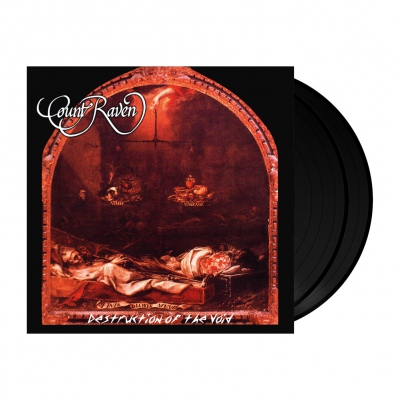 Count Raven
Destruction of the Void